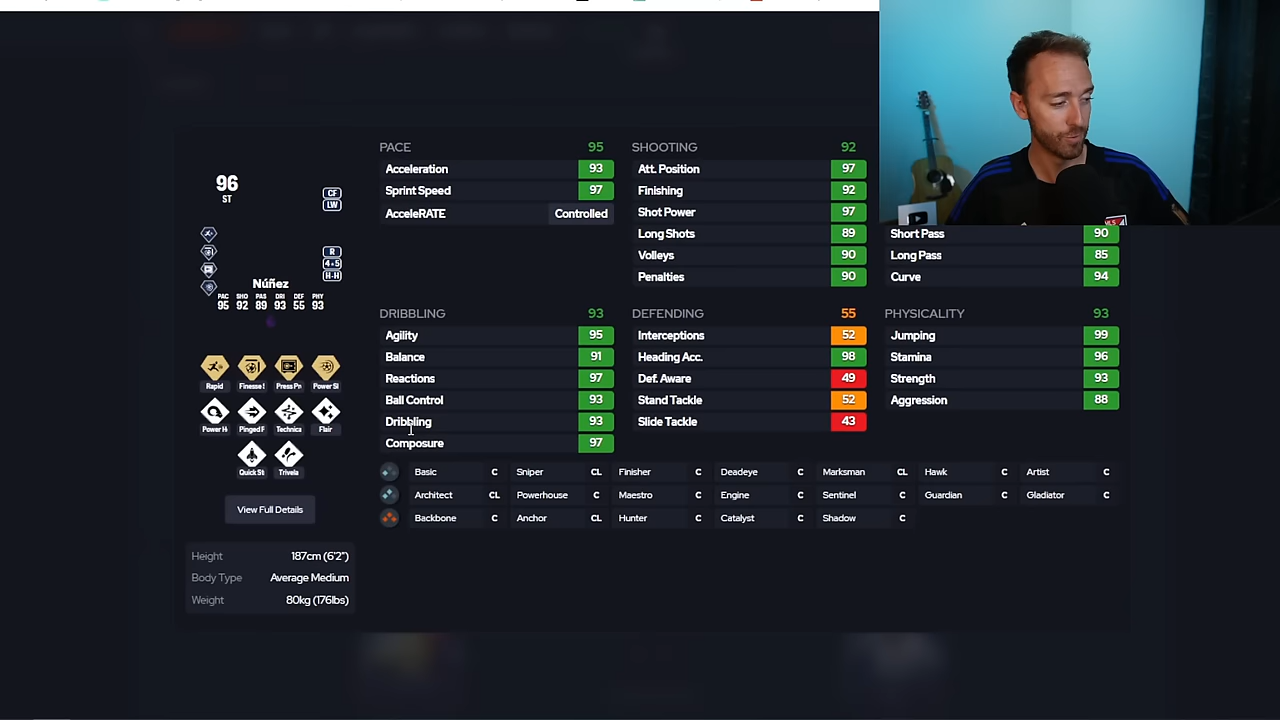 PACE 95
Acceleration 93
Sprint Speed 97
AcceleRATE Controlled
SHOOTING 92
Att. Position 97
Finishing 92
Shot Power 97
Long Shots 89
Volleys 90
Penalties 90
Short Pass 90
Long Pass 85
Curve 94
96
ST
CF
LW
R
4★5
H-H
Núñez
PAC SHO PAS DRI DEF PHY
95 92 89 93 55 93
DRIBBLING 93
Agility 95
Balance 91
Reactions 97
Ball Control 93
Dribbling 93
Composure 97
DEFENDING 55
Interceptions 52
Heading Acc. 98
Def. Aware 49
Stand Tackle 52
Slide Tackle 43
PHYSICALITY 93
Jumping 99
Stamina 96
Strength 93
Aggression 88
Rapid Finesse Press Pr Power S
Power H Pinged F Technica Flair
Quick St Trivela
View Full Details
Basic C Sniper CL Finisher C Deadeye C Marksman CL Hawk C Artist C
Architect CL Powerhouse C Maestro C Engine C Sentinel C Guardian C Gladiator C
Backbone C Anchor CL Hunter C Catalyst C Shadow C
Height 187cm (6'2")
Body Type Average Medium
Weight 80kg (176lbs)
MLS